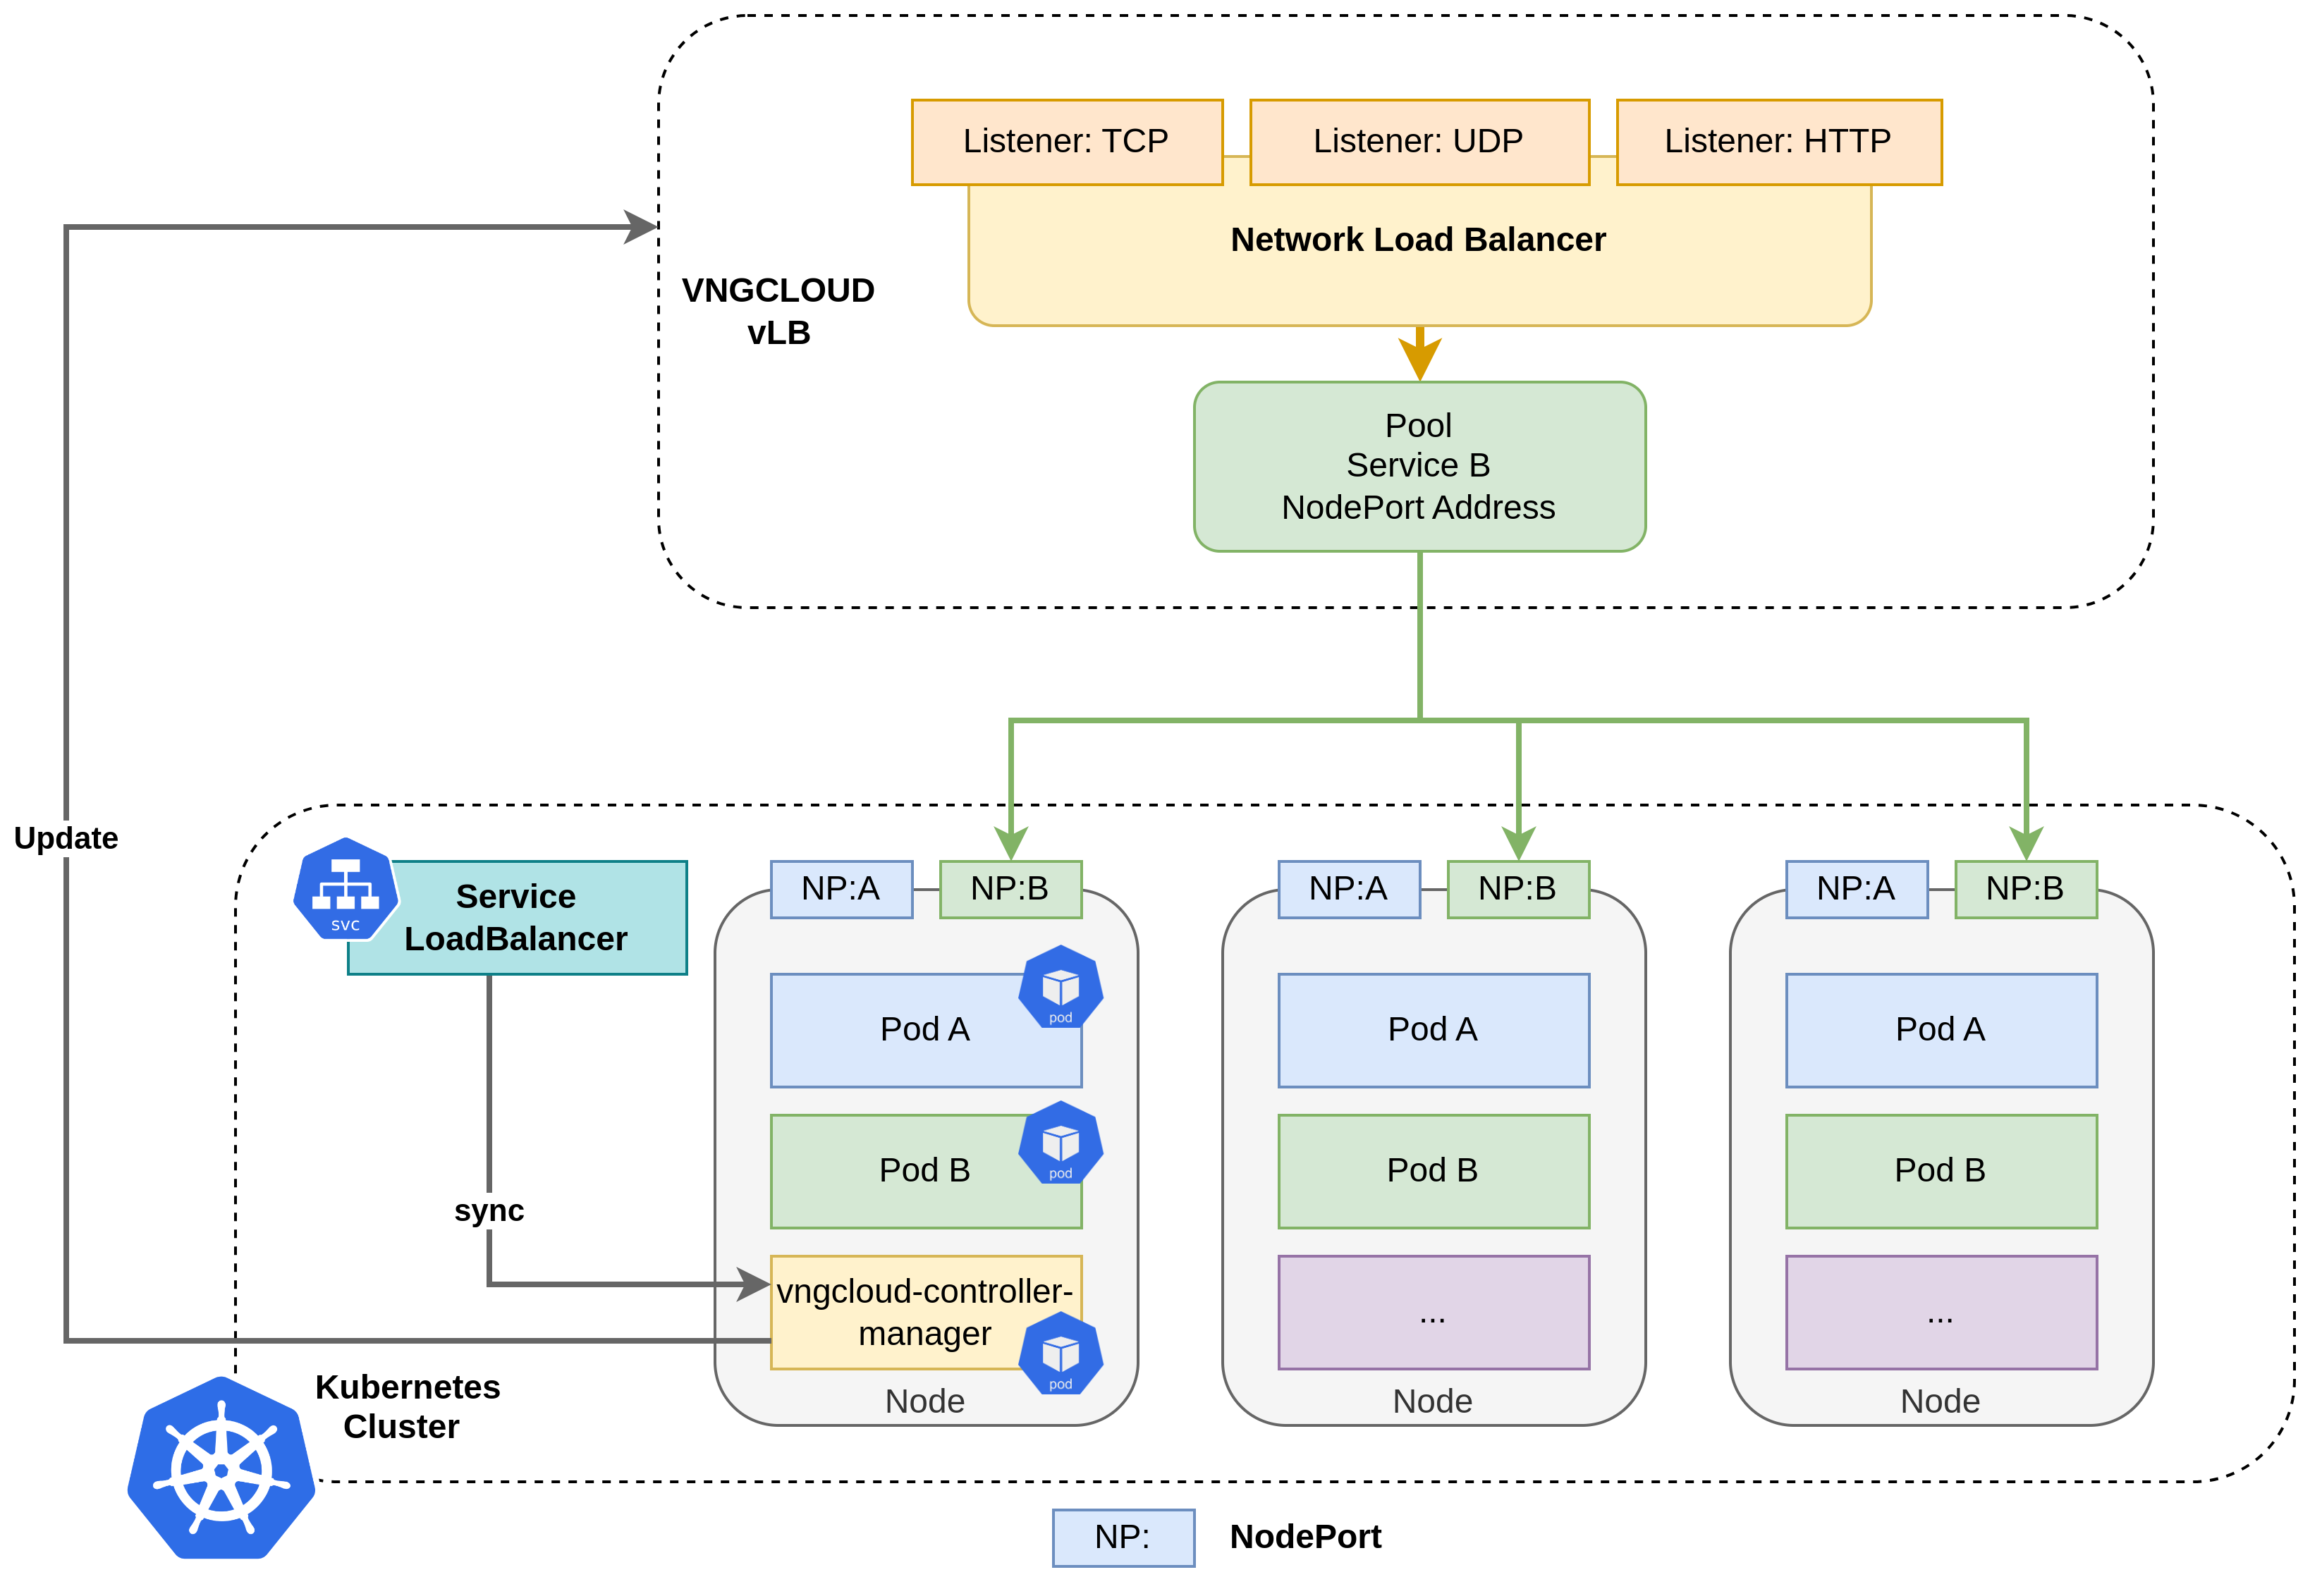 Listener: TCP
Listener: UDP
Listener: HTTP
Network Load Balancer
VNGCLOUD
vLB
Pool
Service B
NodePort Address
Update
svc
Service
LoadBalancer
sync
NP:A
NP:B
Pod A
pod
Pod B
pod
vngcloud-controller-
manager
pod
Node
NP:A
NP:B
Pod A
Pod B
...
Node
NP:A
NP:B
Pod A
Pod B
...
Node
Kubernetes
Cluster
NP:
NodePort